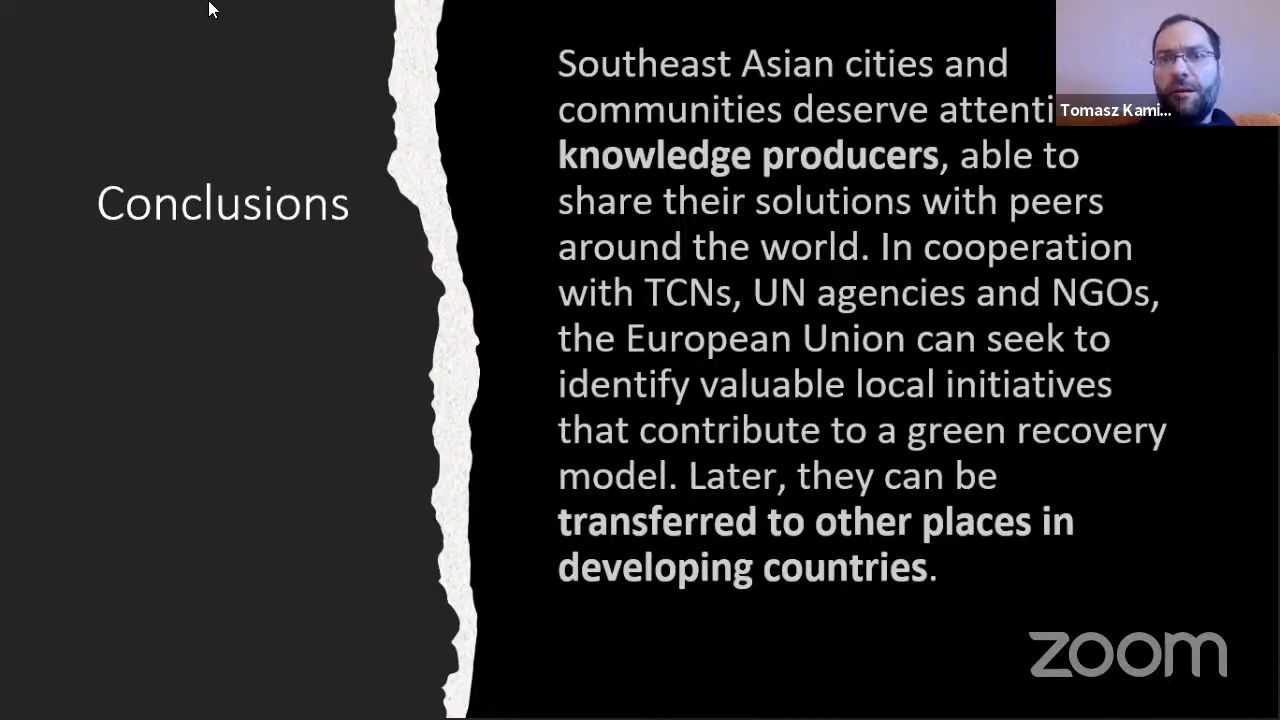 Conclusions
Southeast Asian cities and
communities deserve attenti
knowledge producers, able to
share their solutions with peers
around the world. In cooperation
with TCNs, UN agencies and NGOs,
the European Union can seek to
identify valuable local initiatives
that contribute to a green recovery
model. Later, they can be
transferred to other places in
developing countries.
Tomasz Kami...
zoom